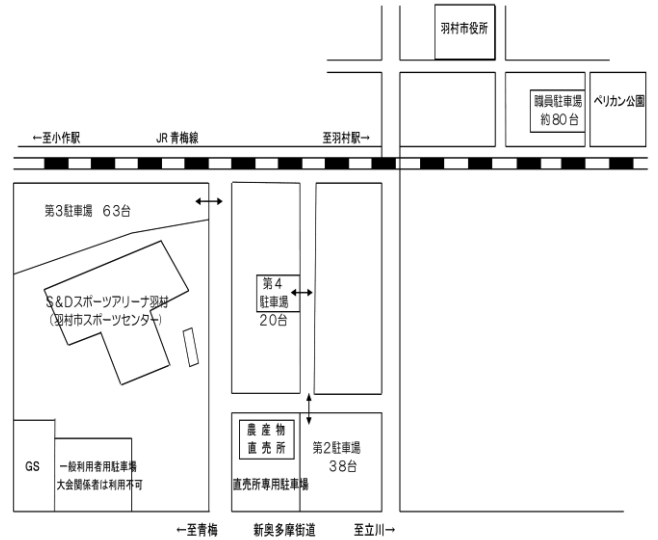 羽村市役所
職員駐車場
約80台
ペリカン公園
←至小作駅
JR青梅線
至羽村駅→
第3駐車場 63台
S&Dスポーツアリーナ羽村
(羽村市スポーツセンター)
第4
駐車場
20台
農産物
直売所
第2駐車場
38台
直売所専用駐車場
GS
一般利用者用駐車場
大会関係者は利用不可
←至青梅
新奥多摩街道
至立川→